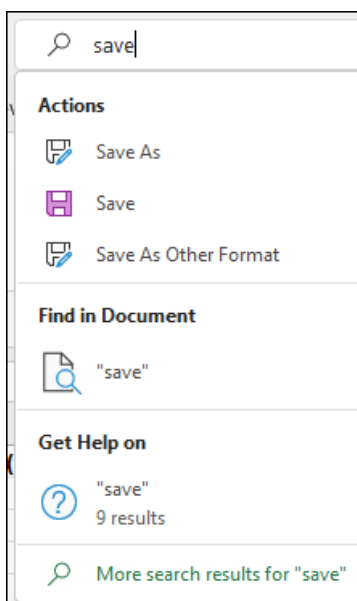 save
Actions
Save As
Save
Save As Other Format
Find in Document
"save"
Get Help on
"save"
9 results
More search results for "save"